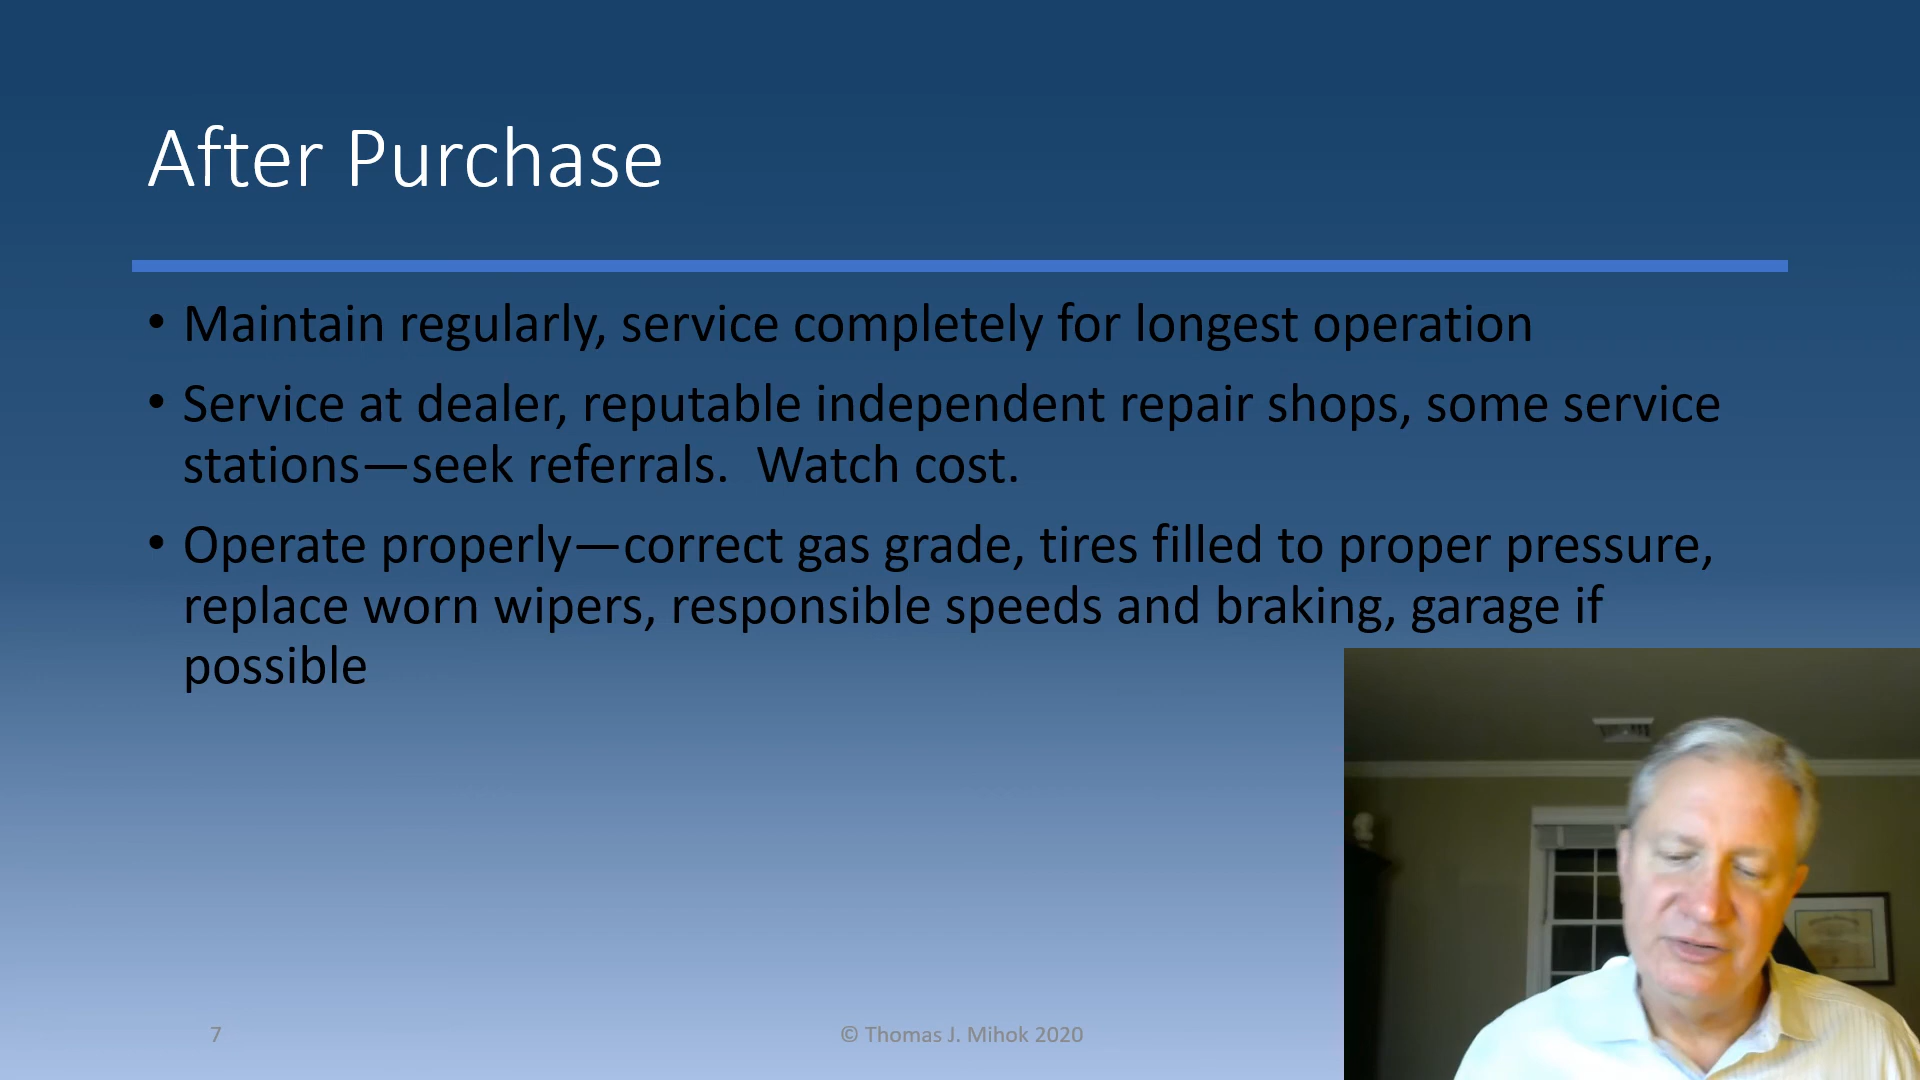 After Purchase
• Maintain regularly, service completely for longest operation
• Service at dealer, reputable independent repair shops, some service
stations—seek referrals.  Watch cost.
• Operate properly—correct gas grade, tires filled to proper pressure,
replace worn wipers, responsible speeds and braking, garage if
possible
7
© Thomas J. Mihok 2020